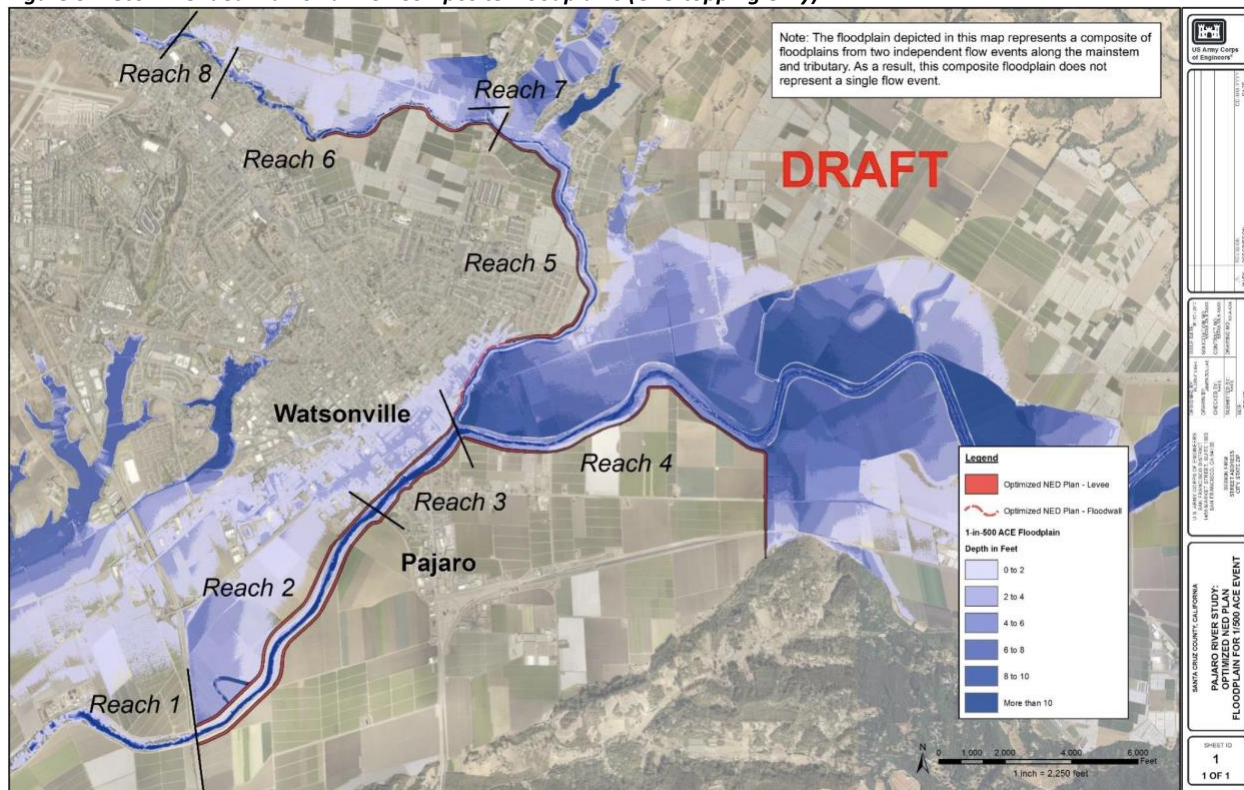 Note: The floodplain depicted in this map represents a composite of
floodplains from two independent flow events along the mainstem
and tributary. As a result, this composite floodplain does not
represent a single flow event.
DRAFT
Reach 8
Reach 7
Reach 6
Reach 5
Watsonville
Reach 4
Reach 3
Pajaro
Reach 2
Reach 1
Legend
Optimized NED Plan - Levee
Optimized NED Plan - Floodwall
1-in-500 ACE Floodplain
Depth in Feet
0 to 2
2 to 4
4 to 6
6 to 8
8 to 10
More than 10
N
0 1,000 2,000 4,000 6,000
Feet
1 inch = 2,250 feet
US Army Corps
of Engineers
SANTA CRUZ COUNTY, CALIFORNIA
PAJARO RIVER STUDY:
OPTIMIZED NED PLAN
FLOODPLAIN FOR 1/500 ACE EVENT
SHEET ID
1
1 OF 1